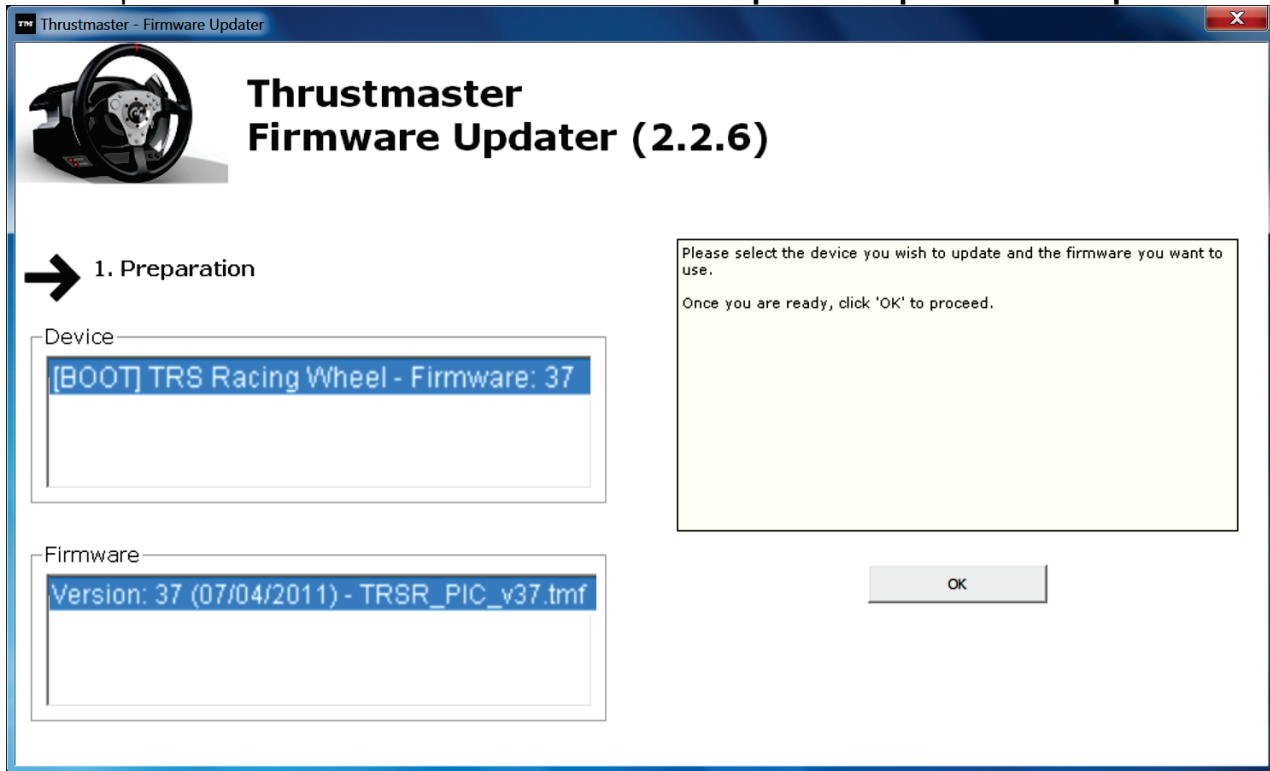 TM Thrustmaster - Firmware Updater
X
Thrustmaster
Firmware Updater (2.2.6)
1. Preparation
Please select the device you wish to update and the firmware you want to
use.
Once you are ready, click 'OK' to proceed.
Device
[BOOT] TRS Racing Wheel - Firmware: 37
Firmware
Version: 37 (07/04/2011) - TRSR_PIC_v37.tmf
OK